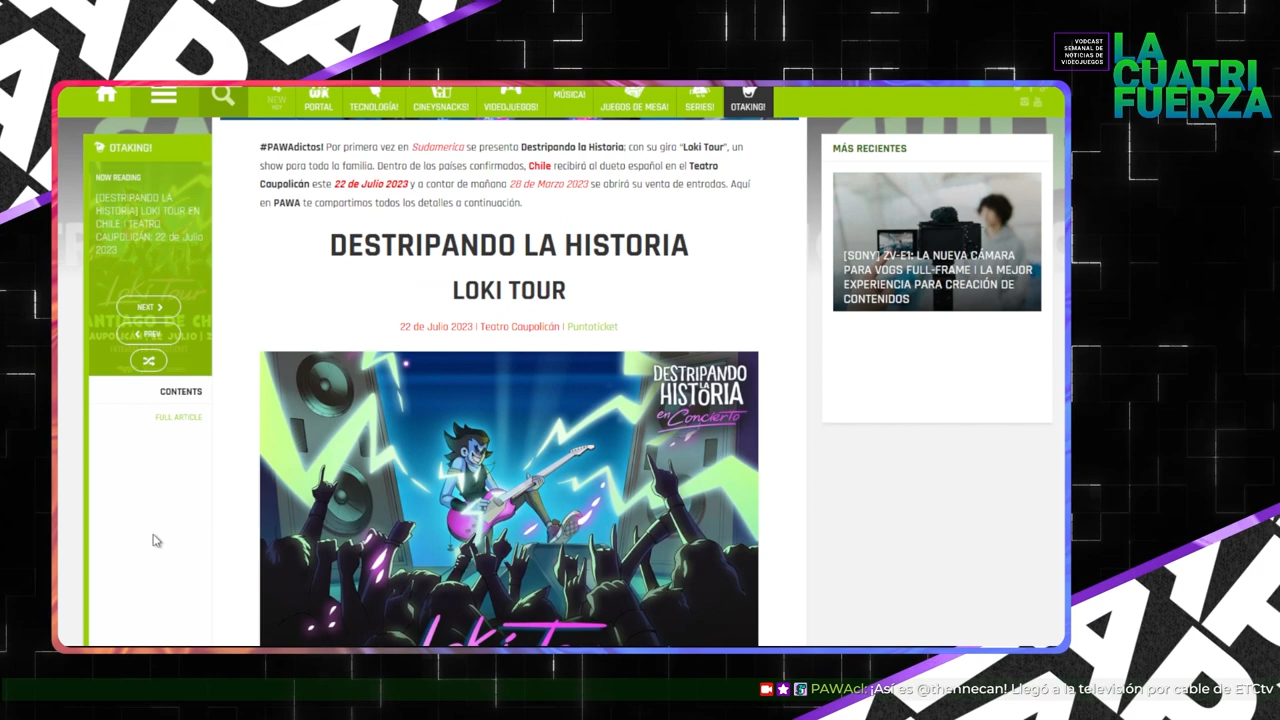 VODCAST
SEMANAL DE
NOTICIAS DE
VIDEOJUEGOS
LA
CUATRI
FUERZA
NEW
PORTAL
TECNOLOGÍA!
CINEYSNACKS!
VIDEOJUEGOS!
MÚSICA!
JUEGOS DE MESA!
SERIES!
OTAKING!
OTAKING!
NOW READING
[DESTRIPANDO LA
HISTORIA] LOKI TOUR EN
CHILE | TEATRO
CAUPOLICÁN: 22 de Julio
2023
NEXT
PREV
CONTENTS
FULL ARTICLE
#PAWAdictos! Por primera vez en Sudamerica se presenta Destripando la Historia; con su gira “Loki Tour”, un
show para toda la familia. Dentro de los países confirmados, Chile recibirá al dueto español en el Teatro
Caupolicán este 22 de Julio 2023 y a contar de mañana 28 de Marzo 2023 se abrirá su venta de entradas. Aquí
en PAWA te compartimos todos los detalles a continuación.
DESTRIPANDO LA HISTORIA
LOKI TOUR
22 de Julio 2023 | Teatro Caupolicán | Puntoticket
DESTRIPANDO
LA
HISTORIA
en Concierto
Loki To
MÁS RECIENTES
[SONY] ZV-E1: LA NUEVA CÁMARA
PARA VOGS FULL-FRAME | LA MEJOR
EXPERIENCIA PARA CREACIÓN DE
CONTENIDOS
PAWAcl: ¡Así es @thennecan! Llegó a la televisión por cable de ETCtv